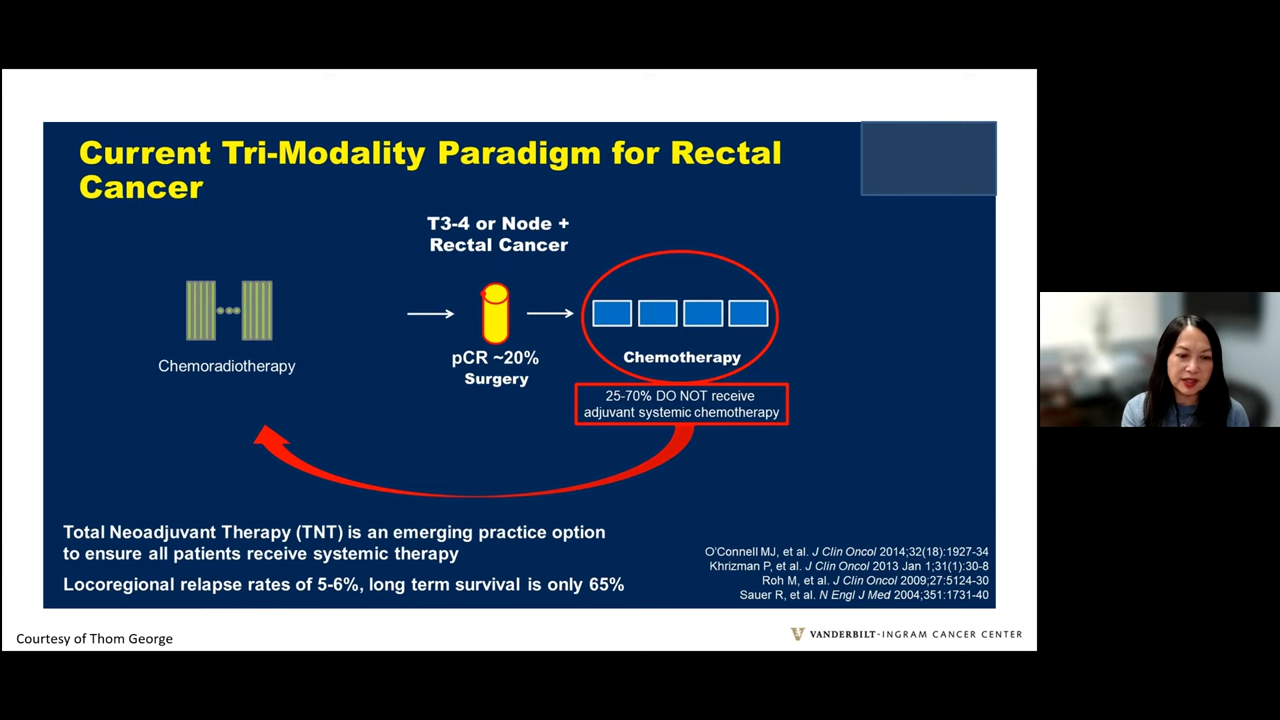 Current Tri-Modality Paradigm for Rectal
Cancer
T3-4 or Node +
Rectal Cancer
Chemoradiotherapy
pCR ~20%
Surgery
Chemotherapy
25-70% DO NOT receive
adjuvant systemic chemotherapy
Total Neoadjuvant Therapy (TNT) is an emerging practice option
to ensure all patients receive systemic therapy
Locoregional relapse rates of 5-6%, long term survival is only 65%
O'Connell MJ, et al. J Clin Oncol 2014;32(18):1927-34
Khrizman P, et al. J Clin Oncol 2013 Jan 1;31(1):30-8
Roh M, et al. J Clin Oncol 2009;27:5124-30
Sauer R, et al. N Engl J Med 2004;351:1731-40
Courtesy of Thom George
VANDERBILT-INGRAM CANCER CENTER